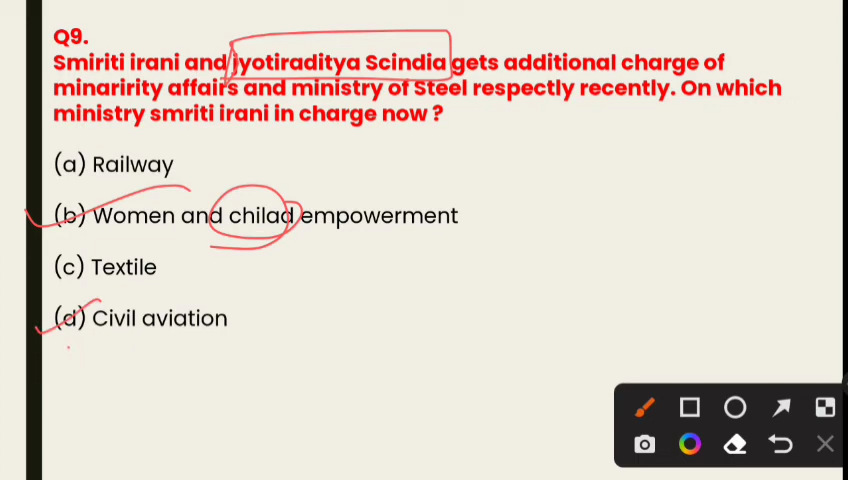 Q9.
Smiriti irani and jyotiraditya Scindia gets additional charge of
minaririty affairs and ministry of Steel respectly recently. On which
ministry smriti irani in charge now ?
(a) Railway
(b) Women and chilad empowerment
(c) Textile
(d) Civil aviation